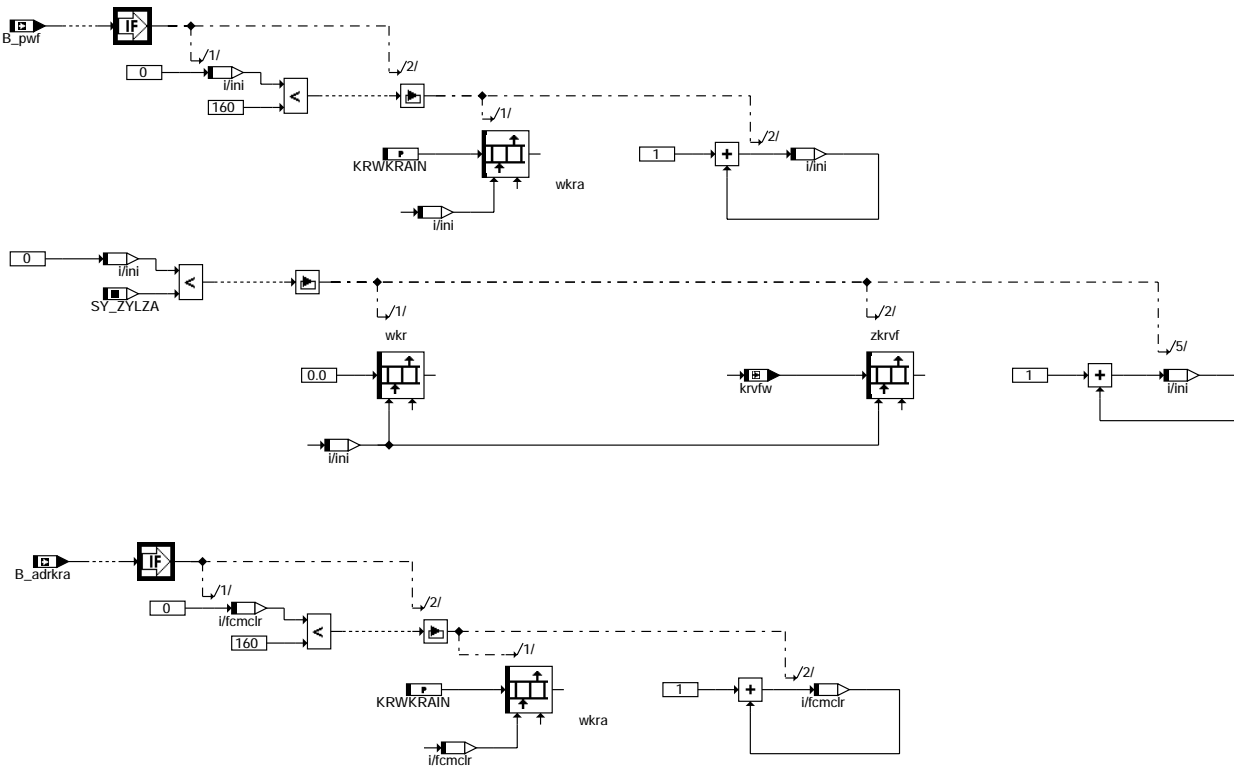 B_pwf
IF
/1/
/2/
0
i/ini
160
<
/1/
/2/
P
KRWKRAIN
wkra
1
+
i/ini
i/ini
0
i/ini
<
SY_ZYLZA
/1/
/2/
/5/
wkr
zkrvf
0.0
krvfw
1
+
i/ini
i/ini
B_adrkra
IF
/1/
/2/
0
i/fcmclr
160
<
/1/
/2/
P
KRWKRAIN
wkra
1
+
i/fcmclr
i/fcmclr